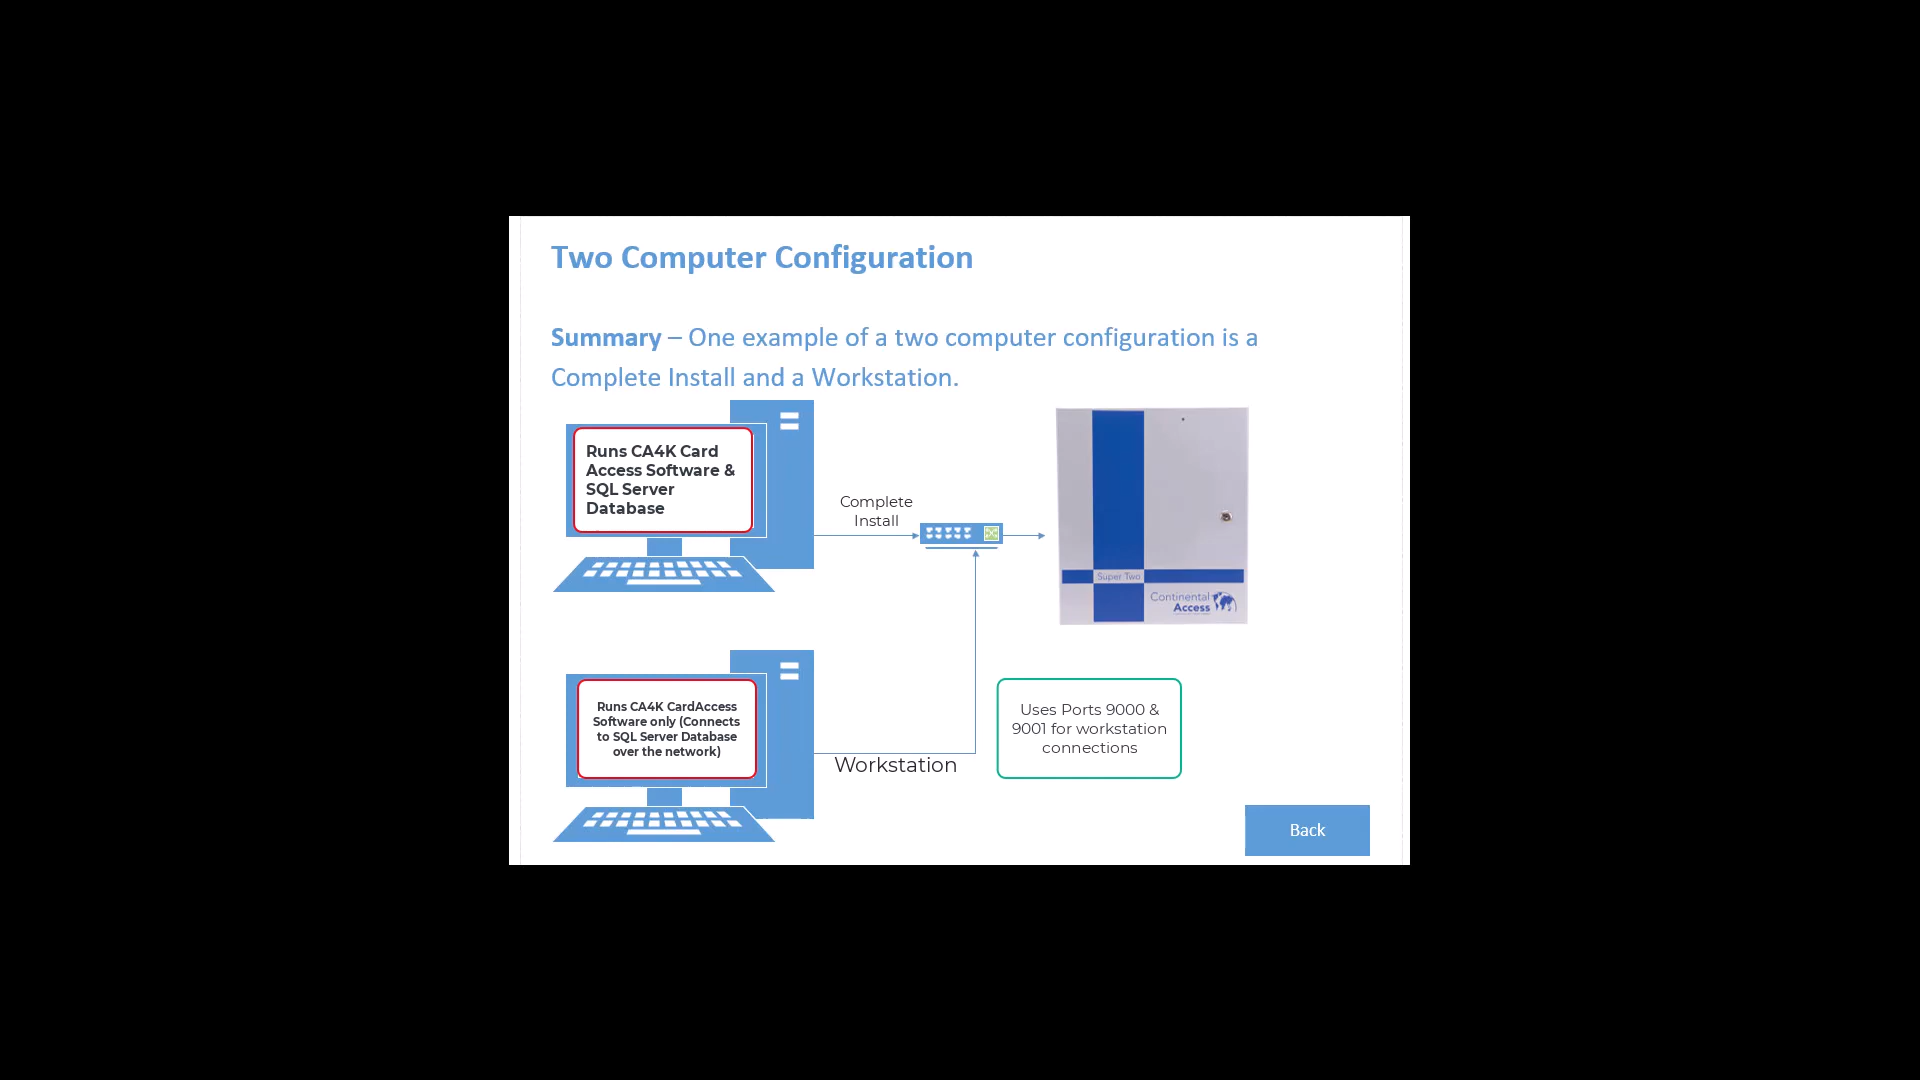 Two Computer Configuration
Summary – One example of a two computer configuration is a
Complete Install and a Workstation.
Runs CA4K Card
Access Software &
SQL Server
Database
Complete
Install
Super Two
Continental
Access
Runs CA4K CardAccess
Software only (Connects
to SQL Server Database
over the network)
Workstation
Uses Ports 9000 &
9001 for workstation
connections
Back